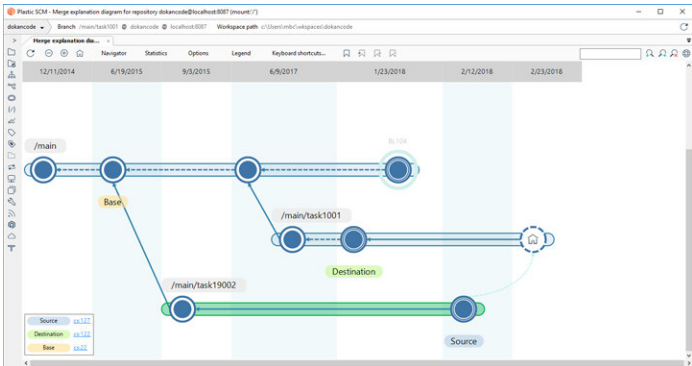 Plastic SCM - Merge explanation diagram for repository dokancode@localhost:8087 (mount:'/')
dokancode Branch /main/task1001 @ dokancode @ localhost:8087 Workspace path c:\Users\mbc\wkspaces\dokancode
Merge explanation dia...
Navigator Statistics Options Legend Keyboard shortcuts...
12/11/2014 6/19/2015 9/3/2015 6/9/2017 1/23/2018 2/12/2018 2/23/2018
BL104
/main
Base
/main/task1001
Destination
/main/task19002
Source
Source cs:127
Destination cs:122
Base cs:22